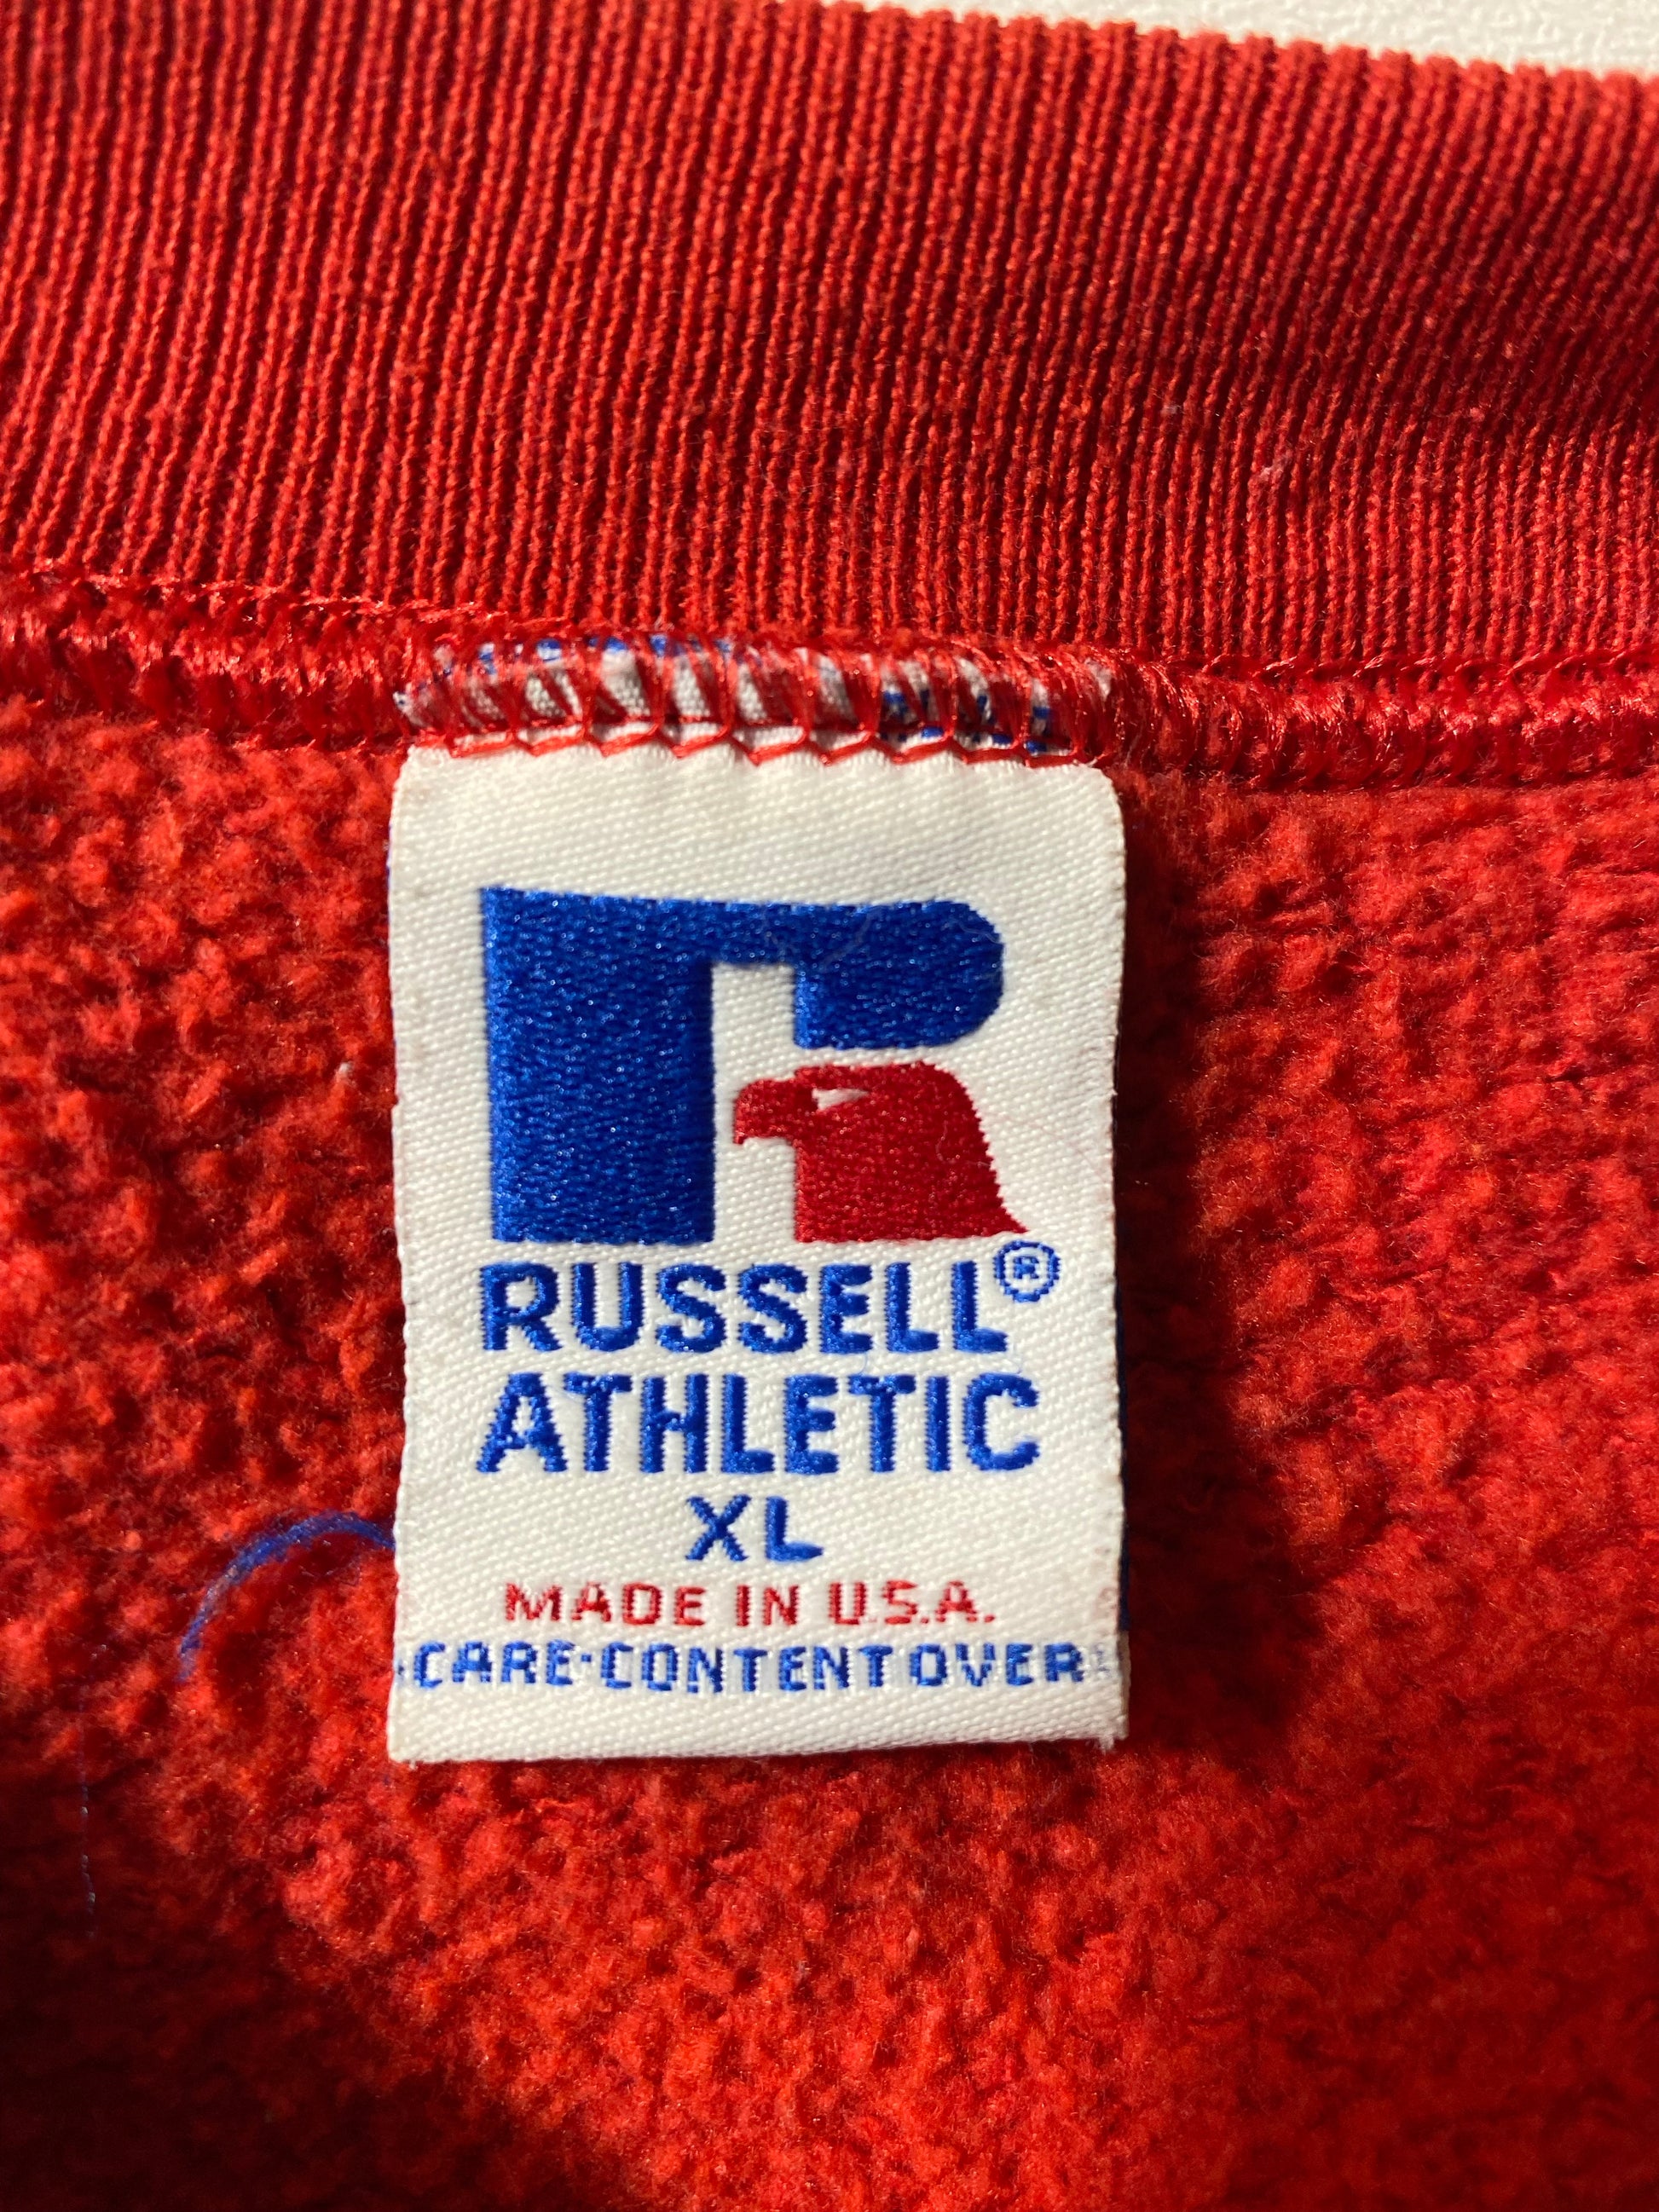 RUSSELL®
ATHLETIC
XL
MADE IN U.S.A.
·CARE·CONTENT OVER